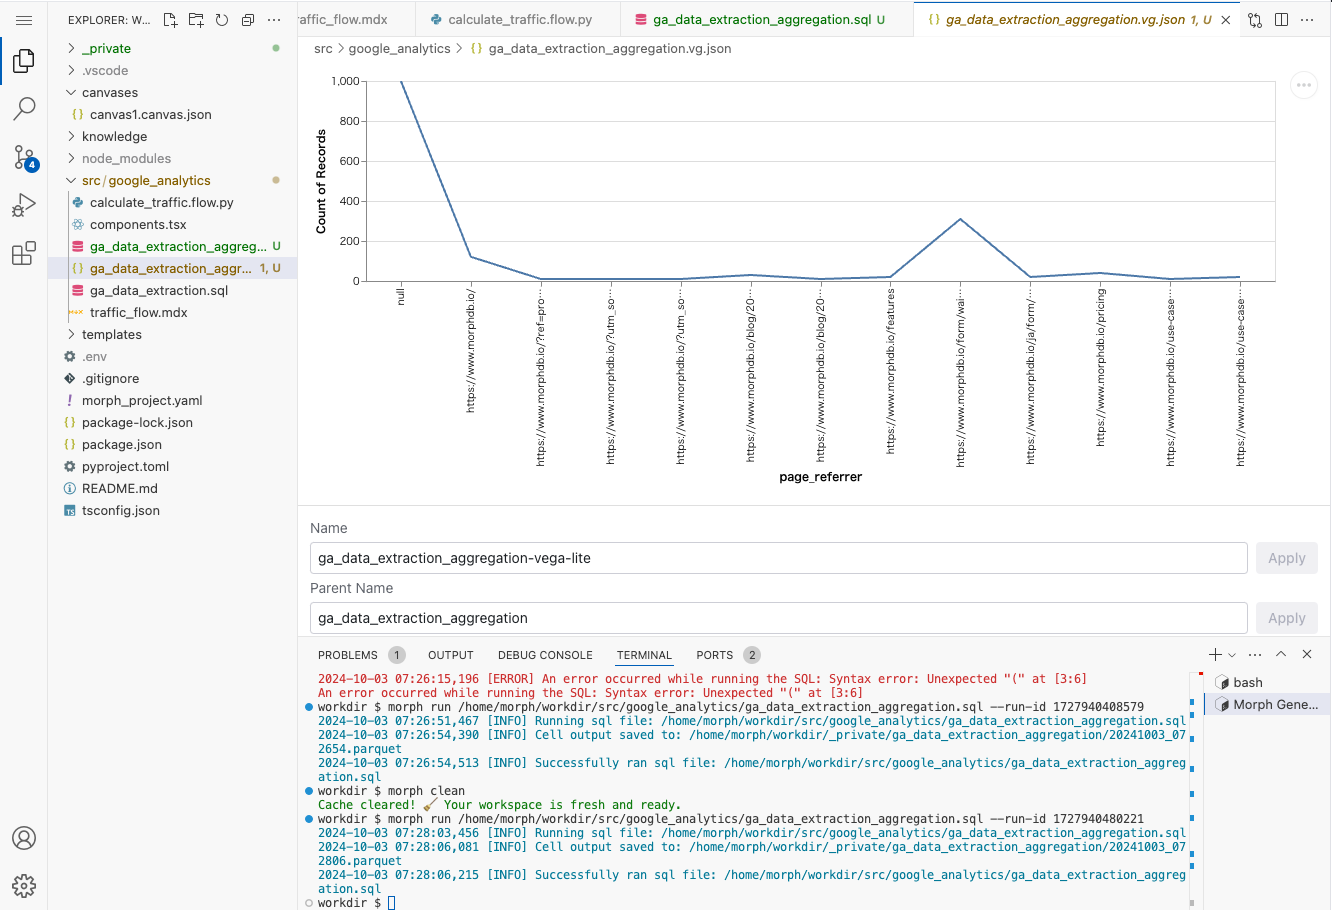 EXPLORER: W...
_private
.vscode
canvases
{} canvas1.canvas.json
knowledge
node_modules
src / google_analytics
calculate_traffic.flow.py
components.tsx
ga_data_extraction_aggreg... U
{} ga_data_extraction_aggr... 1, U
ga_data_extraction.sql
traffic_flow.mdx
templates
.env
.gitignore
! morph_project.yaml
{} package-lock.json
{} package.json
pyproject.toml
README.md
TS tsconfig.json
4
raffic_flow.mdx
calculate_traffic.flow.py
ga_data_extraction_aggregation.sql U
{} ga_data_extraction_aggregation.vg.json 1, U
src > google_analytics > {} ga_data_extraction_aggregation.vg.json
Count of Records
1,000
800
600
400
200
0
null
https://www.morphdb.io/
https://www.morphdb.io/?ref=pro…
https://www.morphdb.io/?utm_so…
https://www.morphdb.io/?utm_so…
https://www.morphdb.io/blog/20…
https://www.morphdb.io/blog/20…
https://www.morphdb.io/features
https://www.morphdb.io/form/wai…
https://www.morphdb.io/ja/form/…
https://www.morphdb.io/pricing
https://www.morphdb.io/use-case…
https://www.morphdb.io/use-case…
page_referrer
Name
ga_data_extraction_aggregation-vega-lite
Apply
Parent Name
ga_data_extraction_aggregation
Apply
PROBLEMS 1 OUTPUT DEBUG CONSOLE TERMINAL PORTS 2
2024-10-03 07:26:15,196 [ERROR] An error occurred while running the SQL: Syntax error: Unexpected "(" at [3:6]
An error occurred while running the SQL: Syntax error: Unexpected "(" at [3:6]
workdir $ morph run /home/morph/workdir/src/google_analytics/ga_data_extraction_aggregation.sql --run-id 1727940408579
2024-10-03 07:26:51,467 [INFO] Running sql file: /home/morph/workdir/src/google_analytics/ga_data_extraction_aggregation.sql
2024-10-03 07:26:54,390 [INFO] Cell output saved to: /home/morph/workdir/_private/ga_data_extraction_aggregation/20241003_07
2654.parquet
2024-10-03 07:26:54,513 [INFO] Successfully ran sql file: /home/morph/workdir/src/google_analytics/ga_data_extraction_aggreg
ation.sql
workdir $ morph clean
Cache cleared! 🧹 Your workspace is fresh and ready.
workdir $ morph run /home/morph/workdir/src/google_analytics/ga_data_extraction_aggregation.sql --run-id 1727940480221
2024-10-03 07:28:03,456 [INFO] Running sql file: /home/morph/workdir/src/google_analytics/ga_data_extraction_aggregation.sql
2024-10-03 07:28:06,081 [INFO] Cell output saved to: /home/morph/workdir/_private/ga_data_extraction_aggregation/20241003_07
2806.parquet
2024-10-03 07:28:06,215 [INFO] Successfully ran sql file: /home/morph/workdir/src/google_analytics/ga_data_extraction_aggreg
ation.sql
workdir $
bash
Morph Gene...